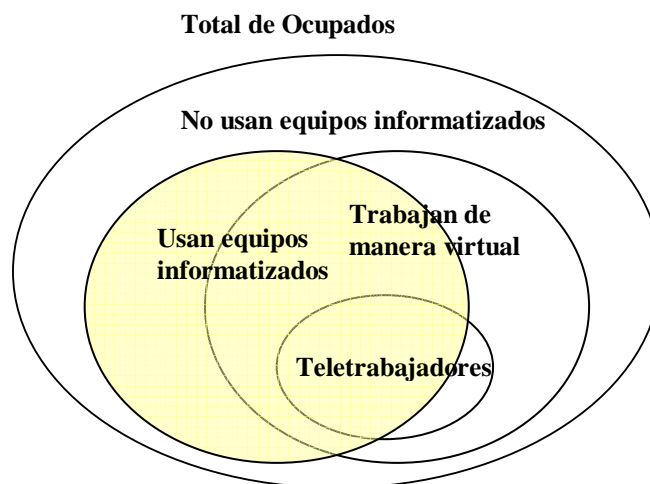 Total de Ocupados
No usan equipos informatizados
Usan equipos
informatizados
Trabajan de
manera virtual
Teletrabajadores